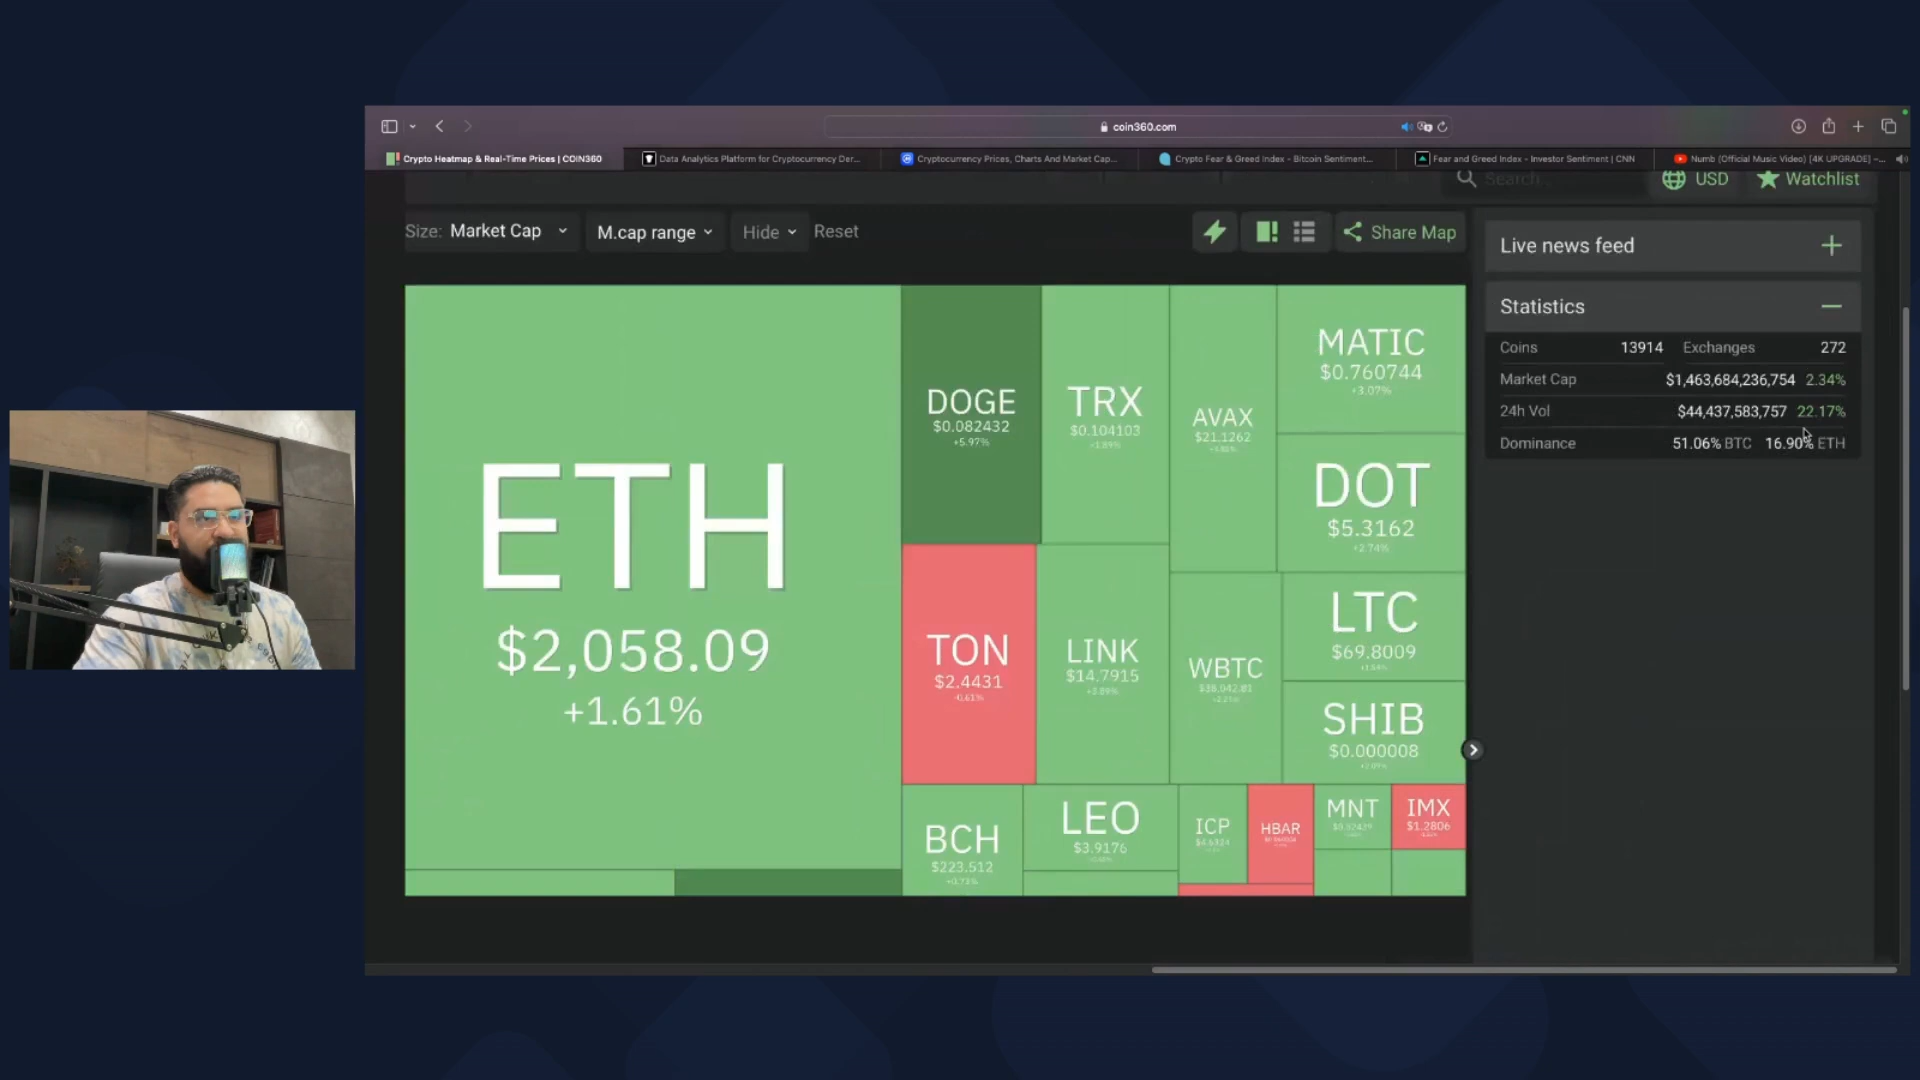 coin360.com
Crypto Heatmap & Real-Time Prices | COIN360
Data Analytics Platform for Cryptocurrency Der...
Cryptocurrency Prices, Charts And Market Cap...
Crypto Fear & Greed Index - Bitcoin Sentiment...
Fear and Greed Index - Investor Sentiment | CNN
Numb (Official Music Video) [4K UPGRADE] –...
Search...
USD
Watchlist
Size: Market Cap
M.cap range
Hide
Reset
Share Map
Live news feed
Statistics
Coins 13914 Exchanges 272
Market Cap $1,463,684,236,754 2.34%
24h Vol $44,437,583,757 22.17%
Dominance 51.06% BTC 16.90% ETH
ETH
$2,058.09
+1.61%
DOGE
$0.082432
+5.97%
TRX
$0.104103
+1.89%
AVAX
$21.1262
MATIC
$0.760744
+3.07%
DOT
$5.3162
+2.74%
TON
$2.4431
-0.61%
LINK
$14.7915
WBTC
LTC
$69.8009
SHIB
$0.000008
BCH
$223.512
+0.71%
LEO
$3.9176
ICP
HBAR
MNT
IMX
$1.2806